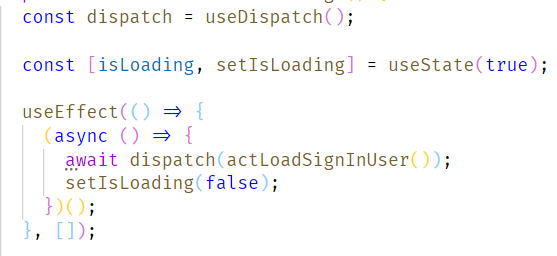 const dispatch = useDispatch();
const [isLoading, setIsLoading] = useState(true);
useEffect(() => {
(async () => {
await dispatch(actLoadSignInUser());
setIsLoading(false);
})();
}, []);